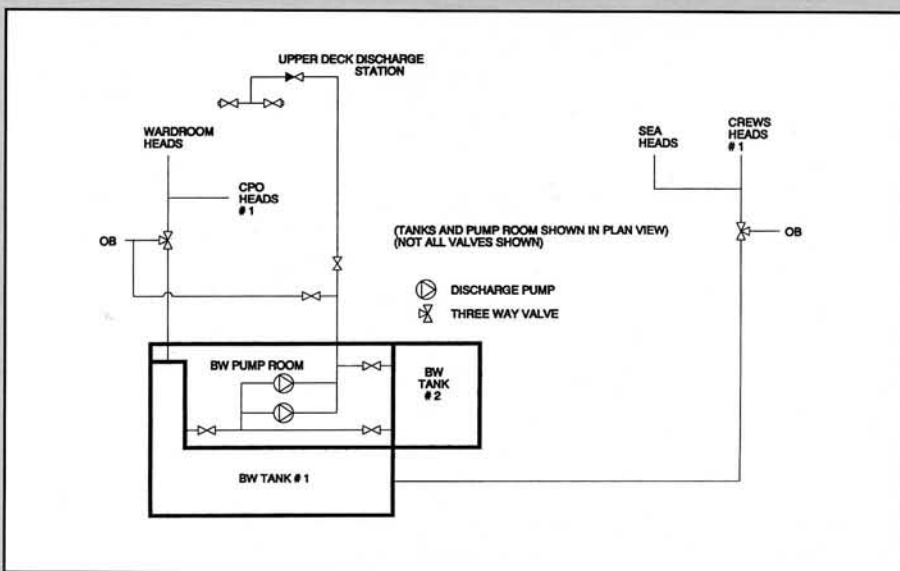 UPPER DECK DISCHARGE
STATION
WARDROOM
HEADS
CPO
HEADS
# 1
OB
SEA
HEADS
CREWS
HEADS
# 1
OB
(TANKS AND PUMP ROOM SHOWN IN PLAN VIEW)
(NOT ALL VALVES SHOWN)
DISCHARGE PUMP
THREE WAY VALVE
BW PUMP ROOM
BW
TANK
# 2
BW TANK # 1